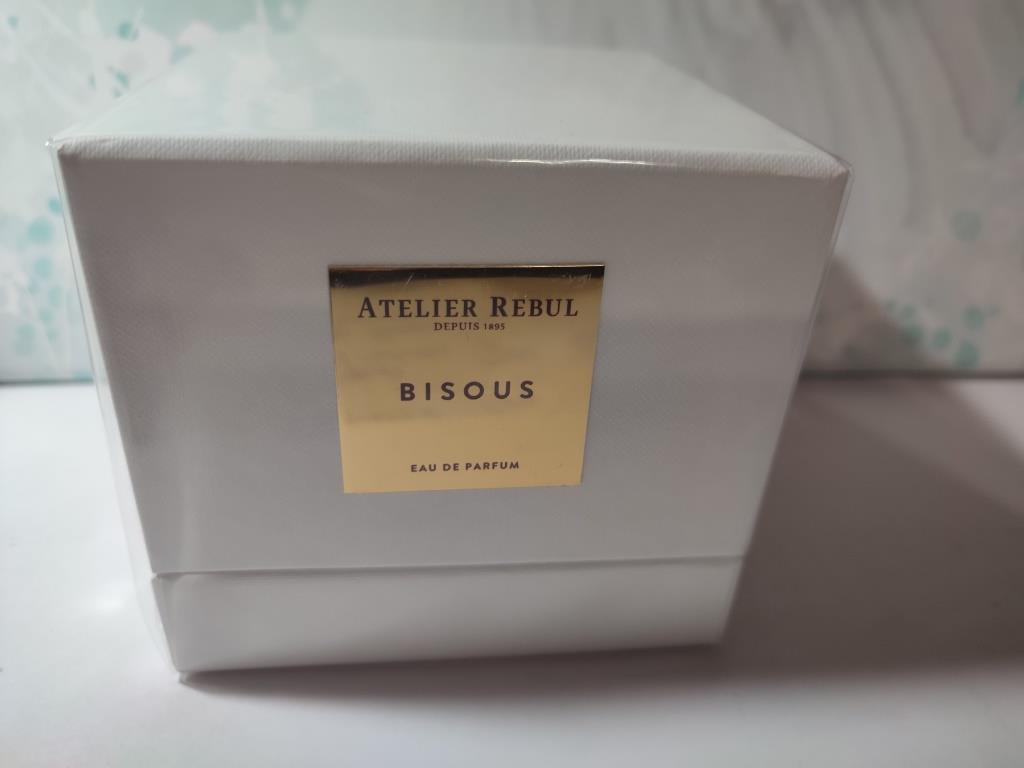 ATELIER REBUL
DEPUIS 1895
BISOUS
EAU DE PARFUM